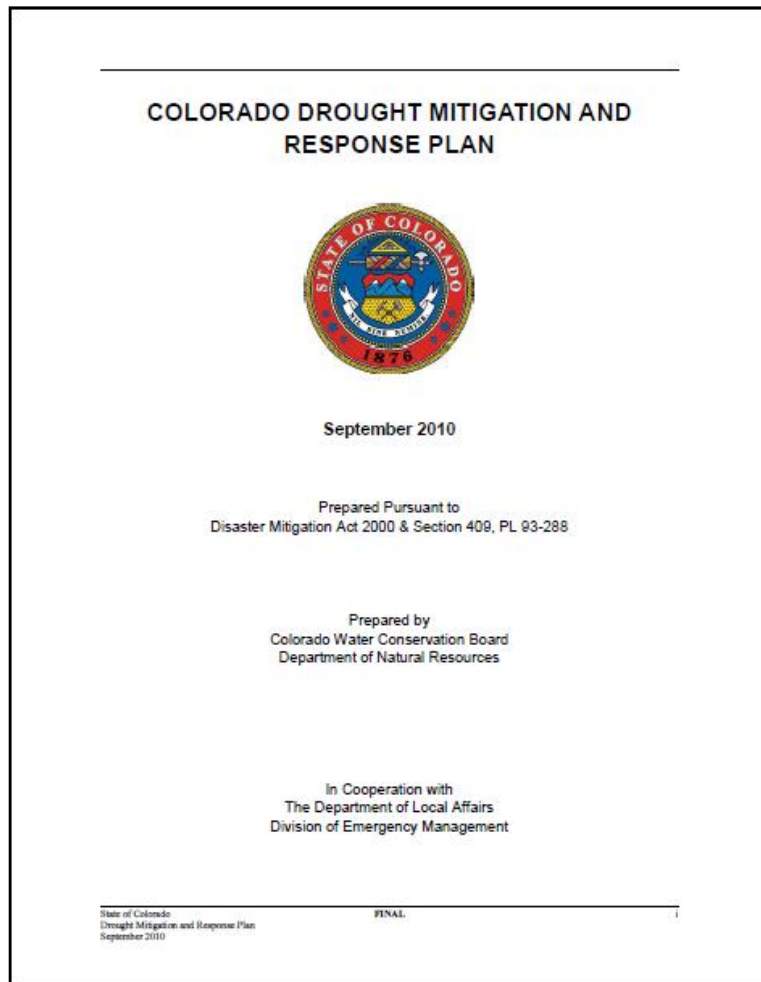 COLORADO DROUGHT MITIGATION AND
RESPONSE PLAN
STATE OF COLORADO
NIL SINE NUMINE
1876
September 2010
Prepared Pursuant to
Disaster Mitigation Act 2000 & Section 409, PL 93-288
Prepared by
Colorado Water Conservation Board
Department of Natural Resources
In Cooperation with
The Department of Local Affairs
Division of Emergency Management
State of Colorado FINAL i
Drought Mitigation and Response Plan
September 2010